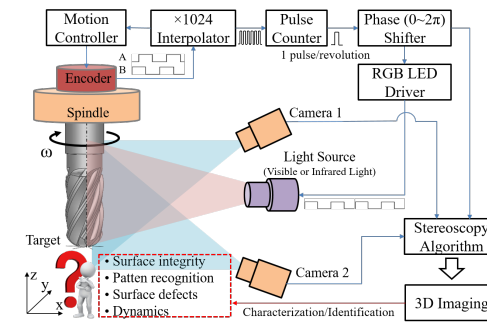 Motion
Controller
×1024
Interpolator
Pulse
Counter
Phase (0~2π)
Shifter
1 pulse/revolution
A
B
Encoder
RGB LED
Driver
Spindle
Camera 1
ω
Light Source
(Visible or Infrared Light)
Target
Stereoscopy
Algorithm
• Surface integrity
• Patten recognition
• Surface defects
• Dynamics
Camera 2
z
y
x
?
3D Imaging
Characterization/Identification